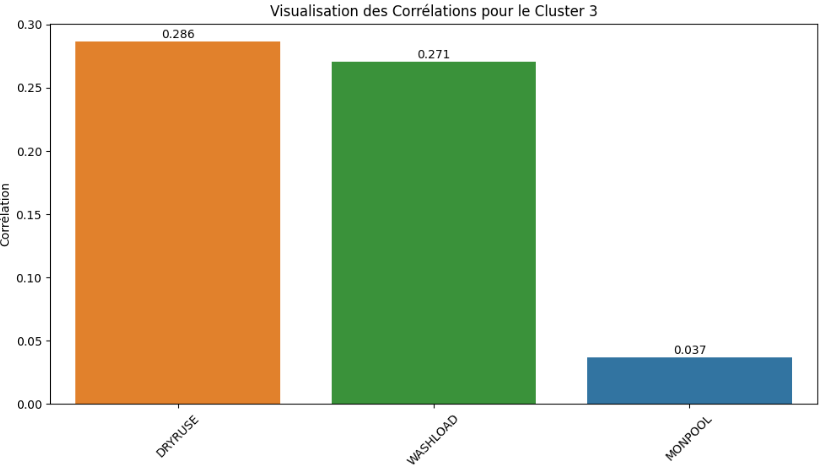 Visualisation des Corrélations pour le Cluster 3
Corrélation
0.30
0.25
0.20
0.15
0.10
0.05
0.00
0.286
0.271
0.037
DRYRUSE
WASHLOAD
MONPOOL